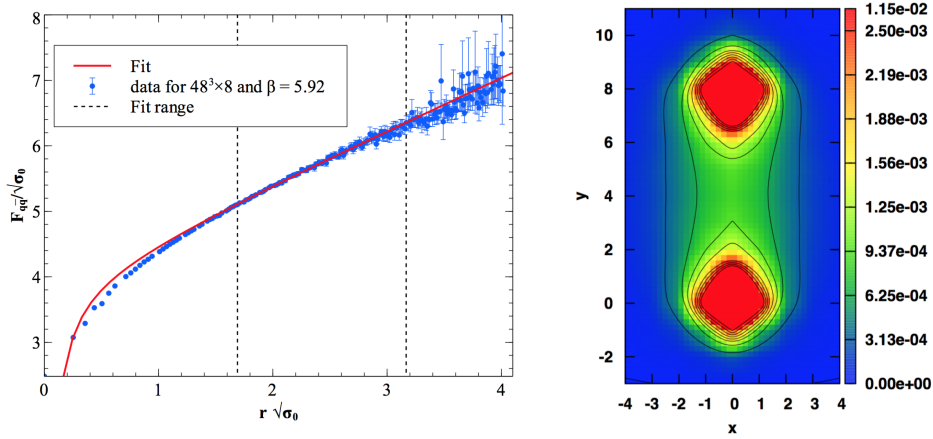 8
7
6
5
4
3
F_qq̄/√σ₀
Fit
data for 48³×8 and β = 5.92
Fit range
0
1
2
3
4
r √σ₀
10
8
6
4
2
0
-2
y
-4
-3
-2
-1
0
1
2
3
4
x
1.15e-02
2.50e-03
2.19e-03
1.88e-03
1.56e-03
1.25e-03
9.37e-04
6.25e-04
3.13e-04
0.00e+00